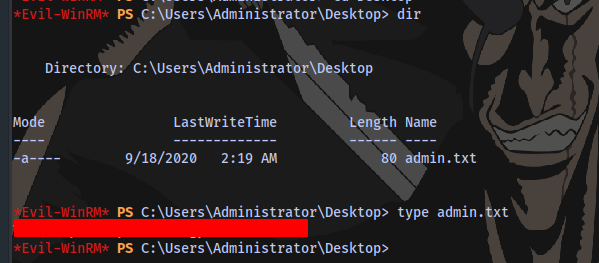 *Evil-WinRM* PS C:\Users\Administrator\Desktop> dir
Directory: C:\Users\Administrator\Desktop
Mode LastWriteTime Length Name
---- ------------- ------ ----
-a---- 9/18/2020 2:19 AM 80 admin.txt
*Evil-WinRM* PS C:\Users\Administrator\Desktop> type admin.txt
*Evil-WinRM* PS C:\Users\Administrator\Desktop>